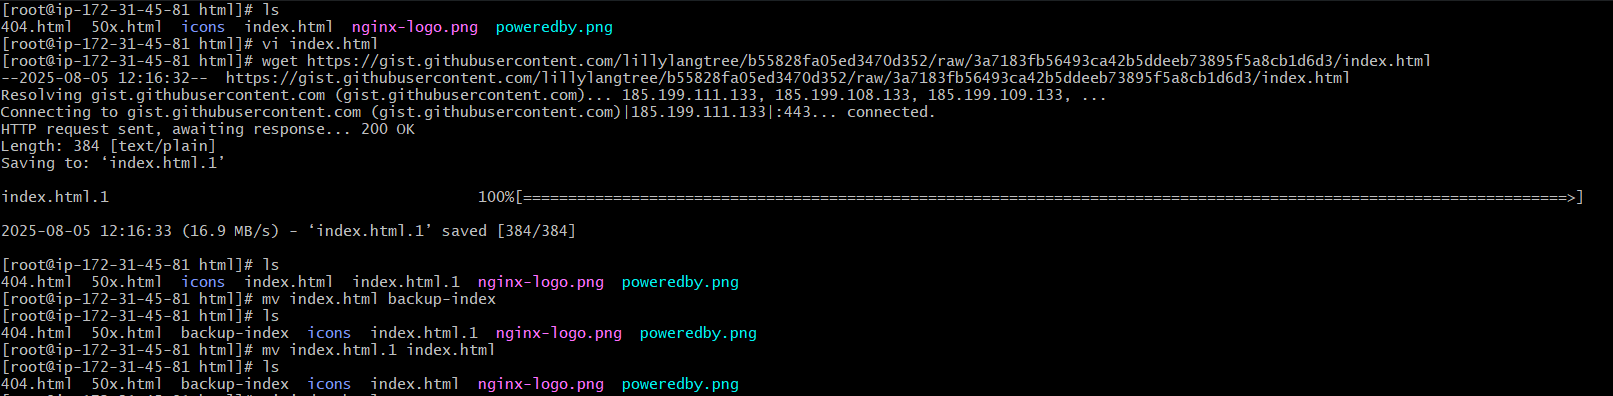 [root@ip-172-31-45-81 html]# ls
404.html  50x.html  icons  index.html  nginx-logo.png  poweredby.png
[root@ip-172-31-45-81 html]# vi index.html
[root@ip-172-31-45-81 html]# wget https://gist.githubusercontent.com/lillylangtree/b55828fa05ed3470d352/raw/3a7183fb56493ca42b5ddeeb73895f5a8cb1d6d3/index.html
--2025-08-05 12:16:32--  https://gist.githubusercontent.com/lillylangtree/b55828fa05ed3470d352/raw/3a7183fb56493ca42b5ddeeb73895f5a8cb1d6d3/index.html
Resolving gist.githubusercontent.com (gist.githubusercontent.com)... 185.199.111.133, 185.199.108.133, 185.199.109.133, ...
Connecting to gist.githubusercontent.com (gist.githubusercontent.com)|185.199.111.133|:443... connected.
HTTP request sent, awaiting response... 200 OK
Length: 384 [text/plain]
Saving to: ‘index.html.1’
index.html.1                                         100%[====================================================================================================================>]
2025-08-05 12:16:33 (16.9 MB/s) - ‘index.html.1’ saved [384/384]
[root@ip-172-31-45-81 html]# ls
404.html  50x.html  icons  index.html  index.html.1  nginx-logo.png  poweredby.png
[root@ip-172-31-45-81 html]# mv index.html backup-index
[root@ip-172-31-45-81 html]# ls
404.html  50x.html  backup-index  icons  index.html.1  nginx-logo.png  poweredby.png
[root@ip-172-31-45-81 html]# mv index.html.1 index.html
[root@ip-172-31-45-81 html]# ls
404.html  50x.html  backup-index  icons  index.html  nginx-logo.png  poweredby.png